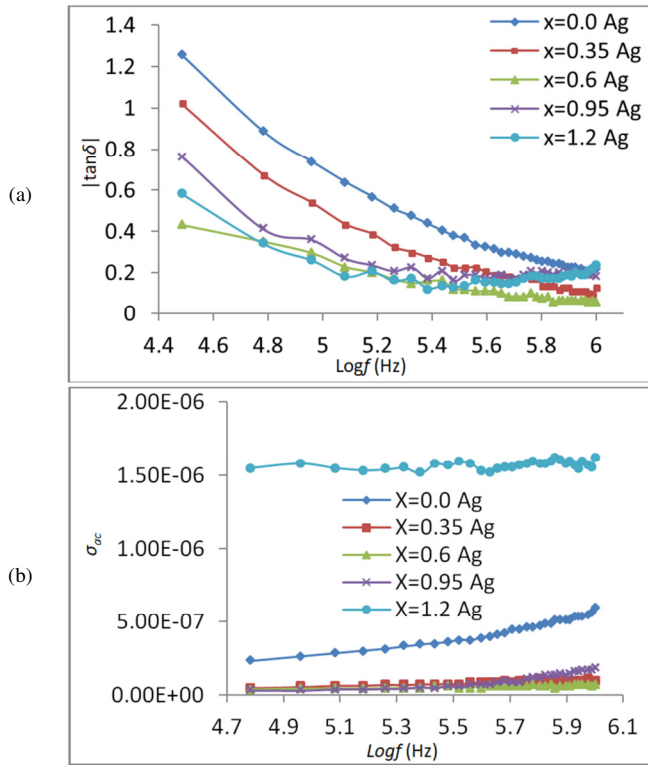 (a)
|tanδ|
1.4
1.2
1
0.8
0.6
0.4
0.2
0
4.4 4.6 4.8 5 5.2 5.4 5.6 5.8 6
Logf (Hz)
x=0.0 Ag
x=0.35 Ag
x=0.6 Ag
x=0.95 Ag
x=1.2 Ag
(b)
σac
2.00E-06
1.50E-06
1.00E-06
5.00E-07
0.00E+00
4.7 4.9 5.1 5.3 5.5 5.7 5.9 6.1
Logf (Hz)
X=0.0 Ag
X=0.35 Ag
X=0.6 Ag
X=0.95 Ag
X=1.2 Ag